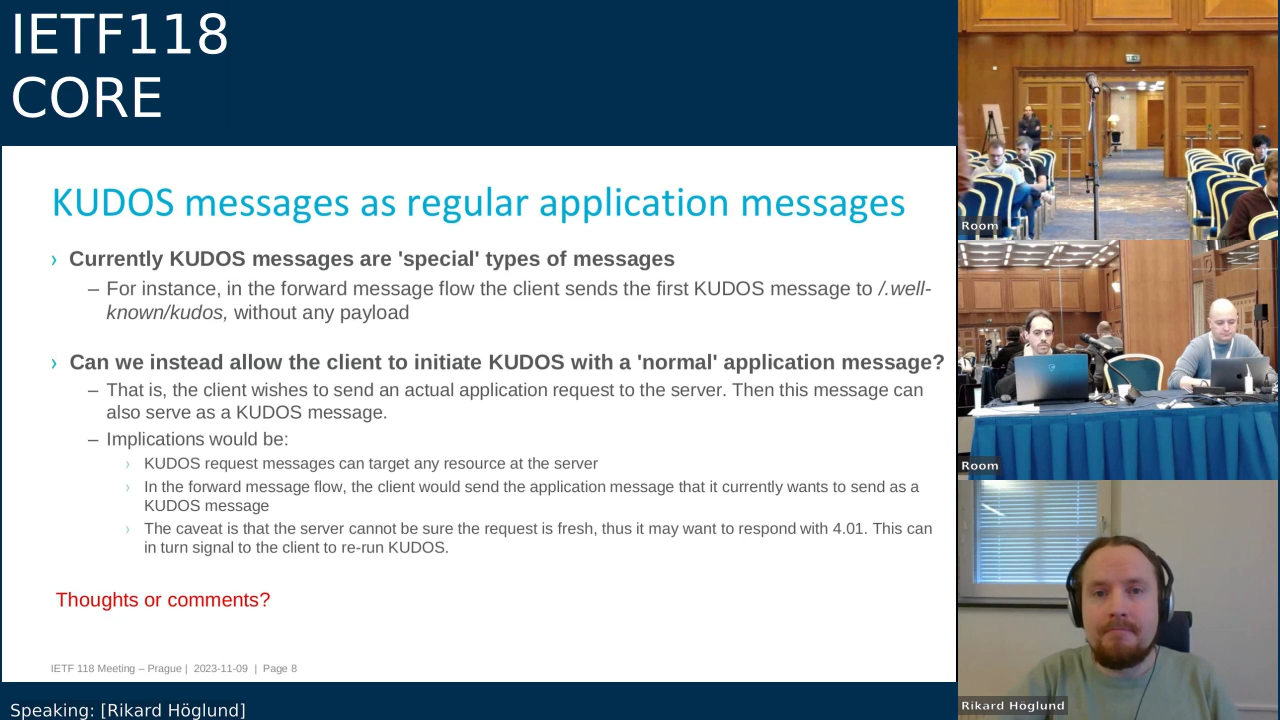 IETF118
CORE
KUDOS messages as regular application messages
› Currently KUDOS messages are 'special' types of messages
– For instance, in the forward message flow the client sends the first KUDOS message to /.well-
known/kudos, without any payload
› Can we instead allow the client to initiate KUDOS with a 'normal' application message?
– That is, the client wishes to send an actual application request to the server. Then this message can
also serve as a KUDOS message.
– Implications would be:
› KUDOS request messages can target any resource at the server
› In the forward message flow, the client would send the application message that it currently wants to send as a
KUDOS message
› The caveat is that the server cannot be sure the request is fresh, thus it may want to respond with 4.01. This can
in turn signal to the client to re-run KUDOS.
Thoughts or comments?
IETF 118 Meeting – Prague | 2023-11-09 | Page 8
Speaking: [Rikard Höglund]
Room
Room
Rikard Höglund